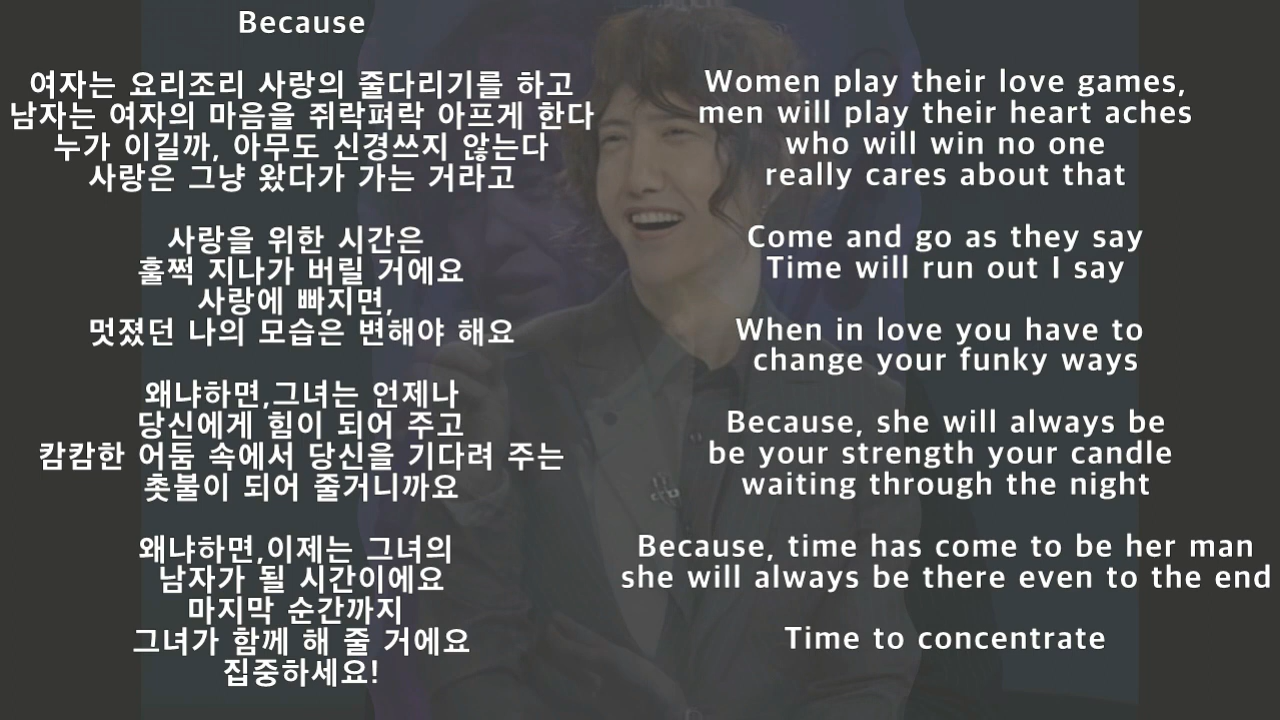 Because
여자는 요리조리 사랑의 줄다리기를 하고
남자는 여자의 마음을 쥐락펴락 아프게 한다
누가 이길까, 아무도 신경쓰지 않는다
사랑은 그냥 왔다가 가는 거라고
사랑을 위한 시간은
훌쩍 지나가 버릴 거에요
사랑에 빠지면,
멋졌던 나의 모습은 변해야 해요
왜냐하면,그녀는 언제나
당신에게 힘이 되어 주고
캄캄한 어둠 속에서 당신을 기다려 주는
촛불이 되어 줄거니까요
왜냐하면,이제는 그녀의
남자가 될 시간이에요
마지막 순간까지
그녀가 함께 해 줄 거에요
집중하세요!
Women play their love games,
men will play their heart aches
who will win no one
really cares about that
Come and go as they say
Time will run out I say
When in love you have to
change your funky ways
Because, she will always be
be your strength your candle
waiting through the night
Because, time has come to be her man
she will always be there even to the end
Time to concentrate